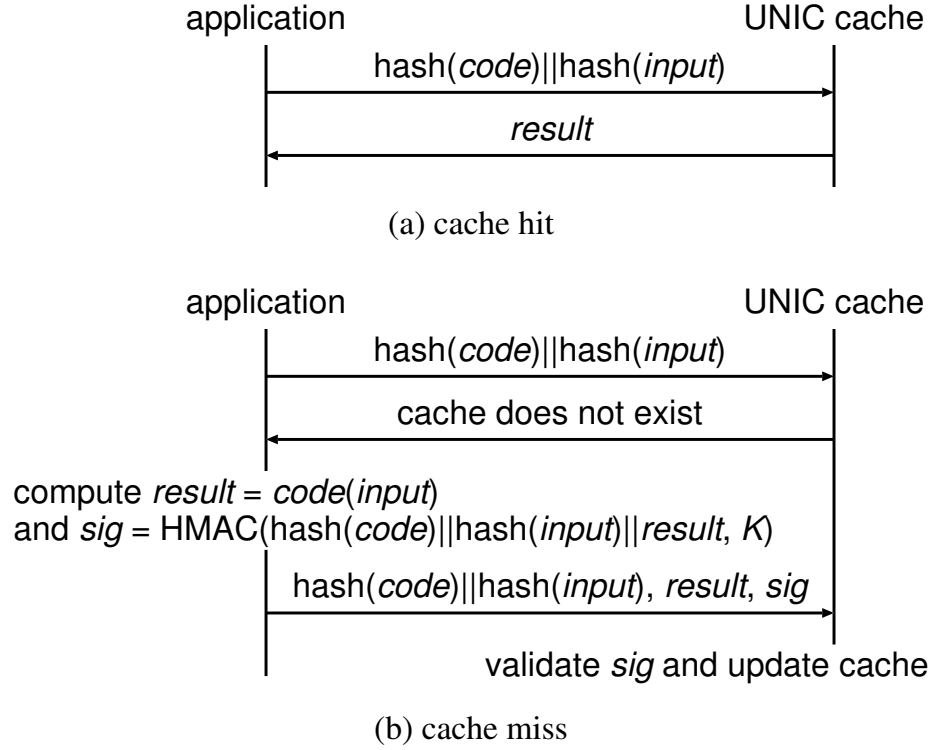 application UNIC cache
hash(code)||hash(input)
result
(a) cache hit
application UNIC cache
hash(code)||hash(input)
cache does not exist
compute result = code(input)
and sig = HMAC(hash(code)||hash(input)||result, K)
hash(code)||hash(input), result, sig
validate sig and update cache
(b) cache miss